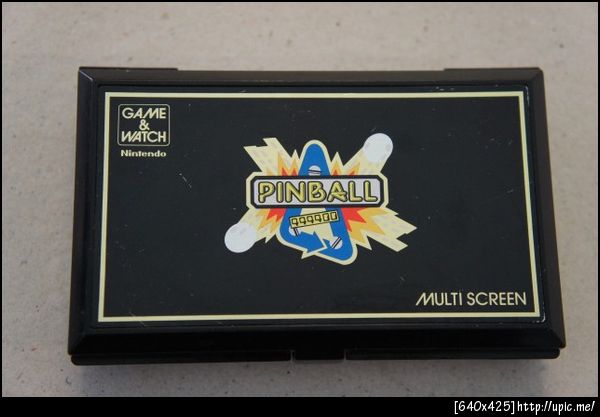 GAME
&
WATCH
Nintendo
PINBALL
MULTI SCREEN
[640x425]http://upic.me/